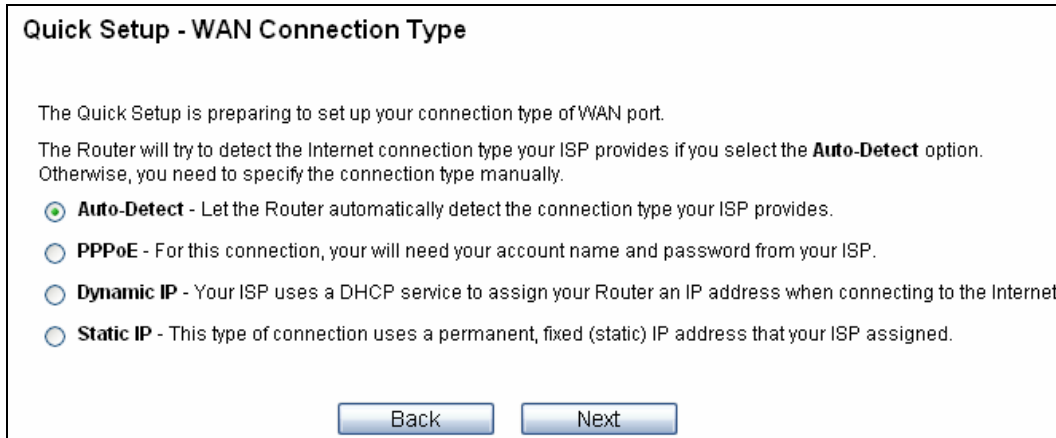 Quick Setup - WAN Connection Type
The Quick Setup is preparing to set up your connection type of WAN port.
The Router will try to detect the Internet connection type your ISP provides if you select the Auto-Detect option.
Otherwise, you need to specify the connection type manually.
Auto-Detect - Let the Router automatically detect the connection type your ISP provides.
PPPoE - For this connection, your will need your account name and password from your ISP.
Dynamic IP - Your ISP uses a DHCP service to assign your Router an IP address when connecting to the Internet
Static IP - This type of connection uses a permanent, fixed (static) IP address that your ISP assigned.
Back Next